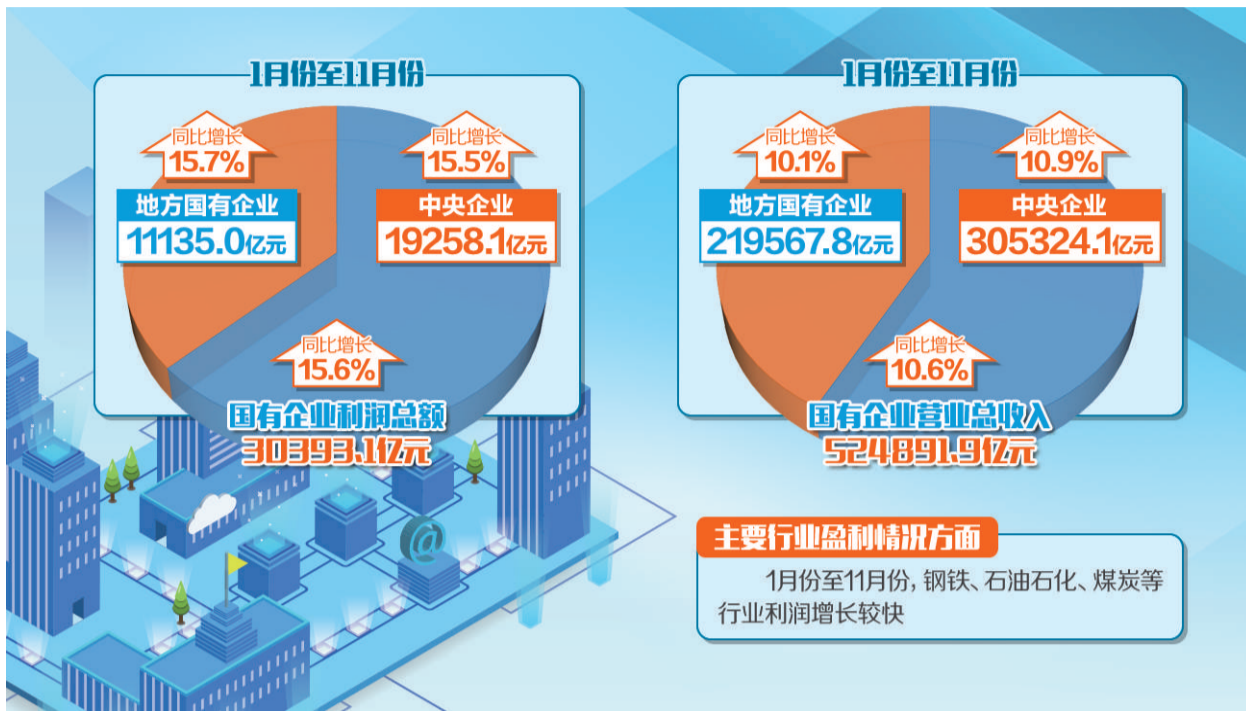 1月份至11月份
同比增长
15.7%
同比增长
15.5%
地方国有企业
11135.0亿元
中央企业
19258.1亿元
同比增长
15.6%
国有企业利润总额
30393.1亿元
1月份至11月份
同比增长
10.1%
同比增长
10.9%
地方国有企业
219567.8亿元
中央企业
305324.1亿元
同比增长
10.6%
国有企业营业总收入
524891.9亿元
主要行业盈利情况方面
1月份至11月份，钢铁、石油石化、煤炭等
行业利润增长较快
@